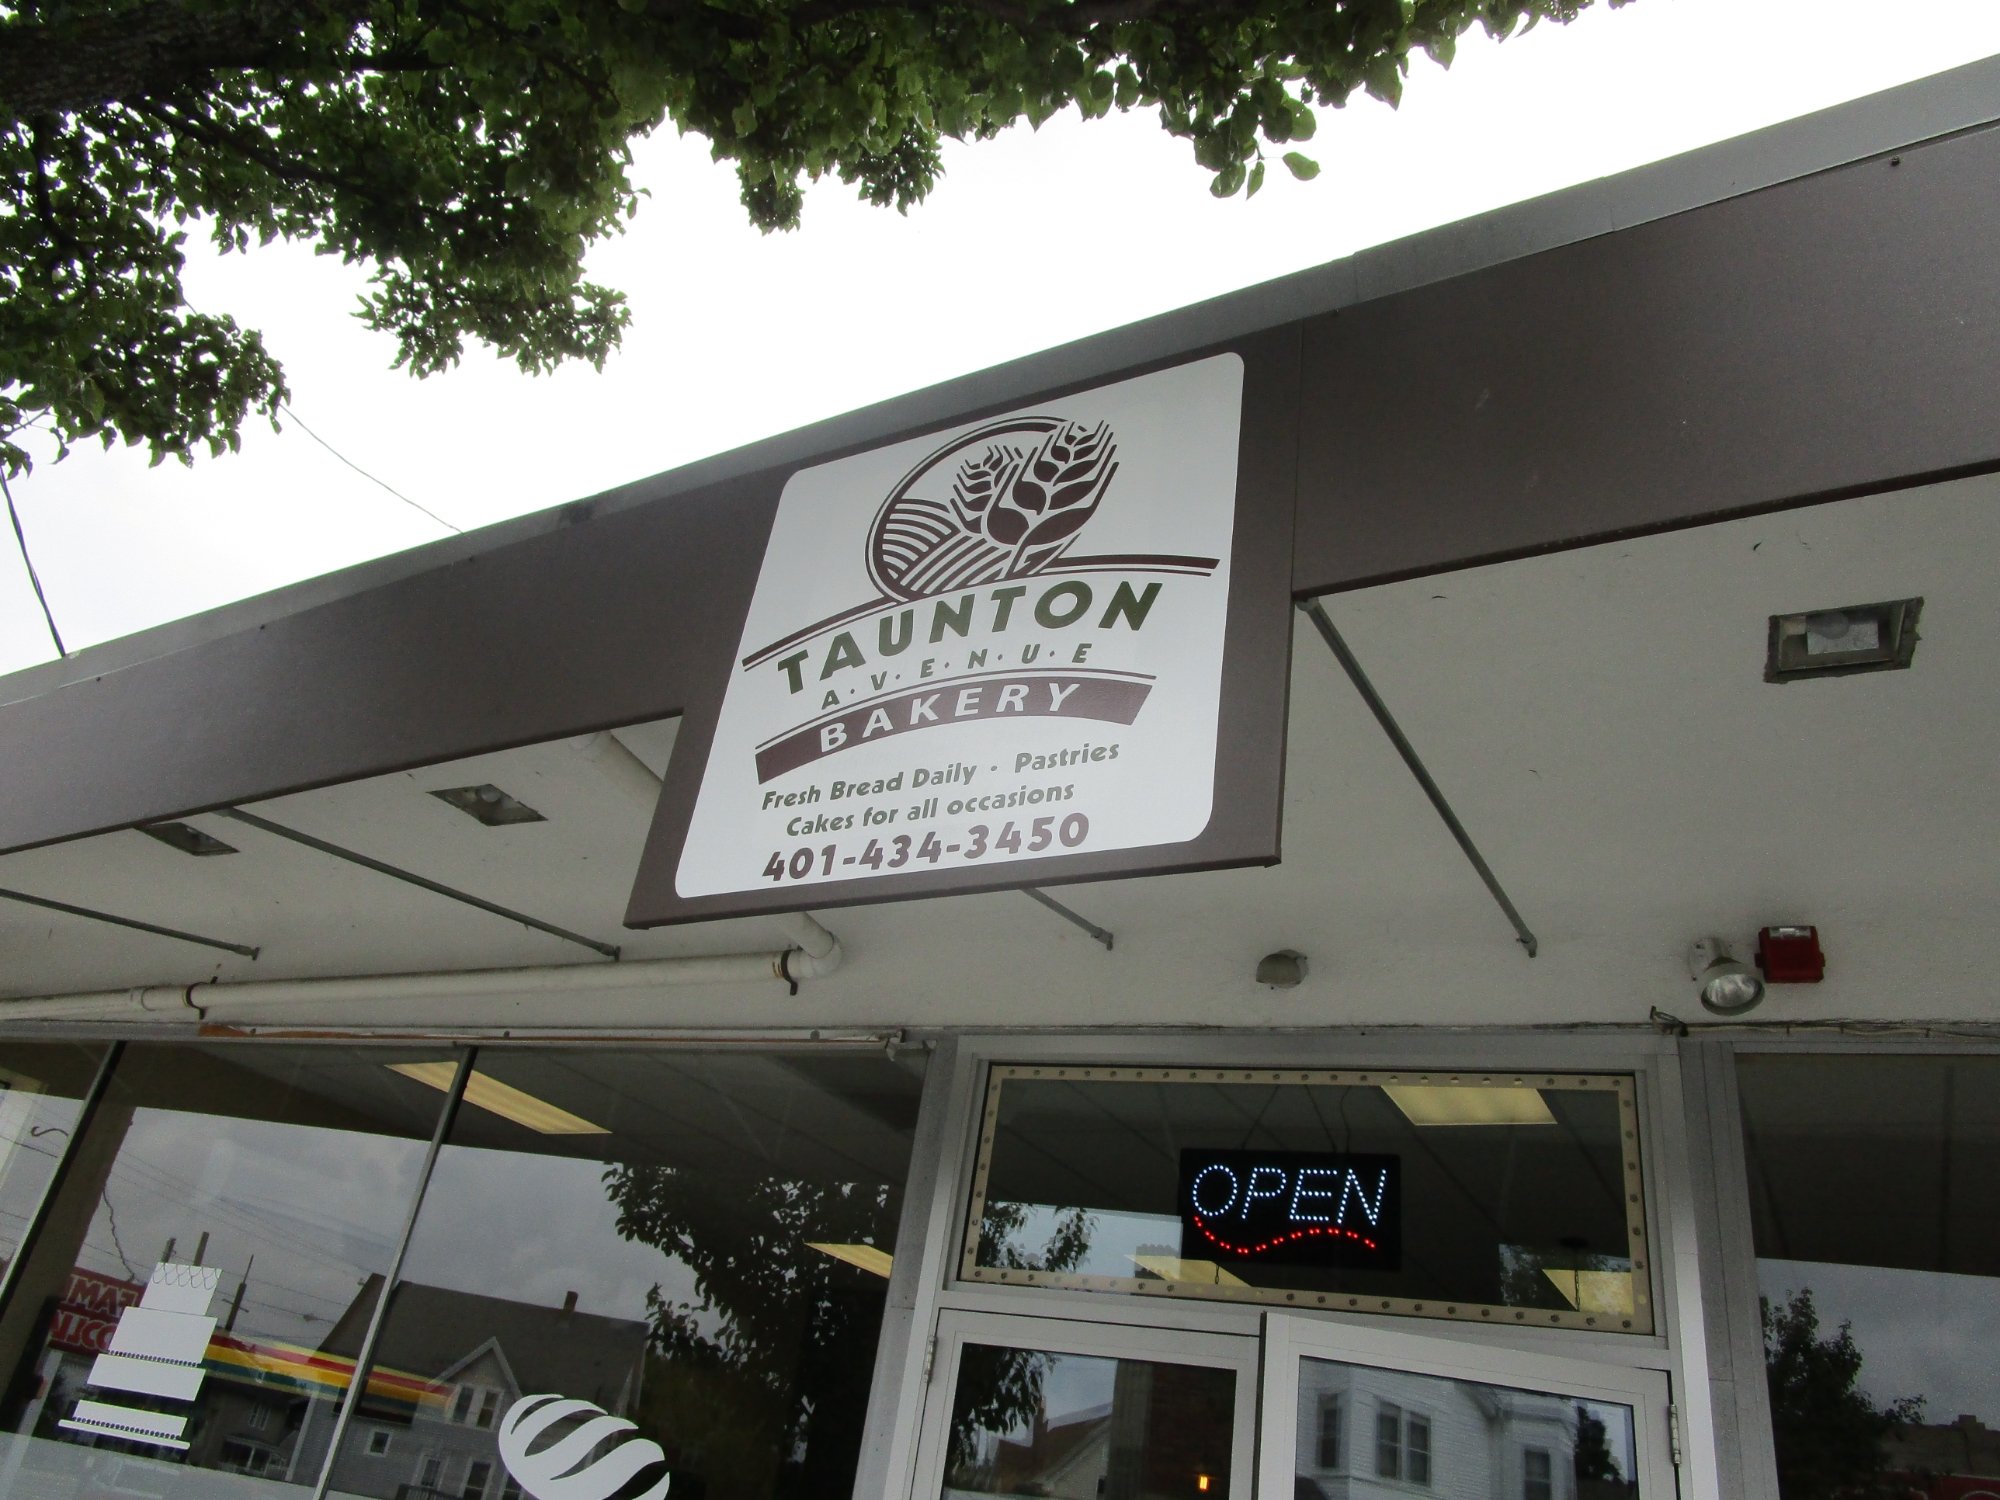 TAUNTON
A·V·E·N·U·E
BAKERY
Fresh Bread Daily · Pastries
Cakes for all occasions
401-434-3450
OPEN